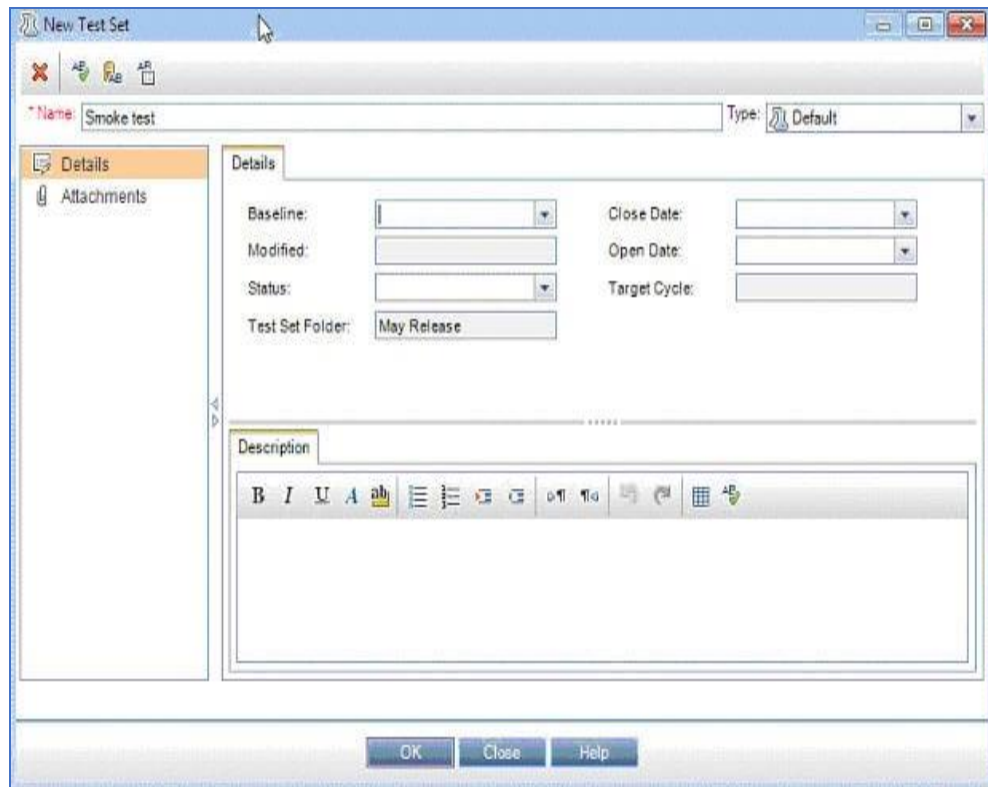 New Test Set
* Name: Smoke test Type: Default
Details
Attachments
Details
Baseline: Close Date:
Modified: Open Date:
Status: Target Cycle:
Test Set Folder: May Release
Description
B I U A ab
OK Close Help